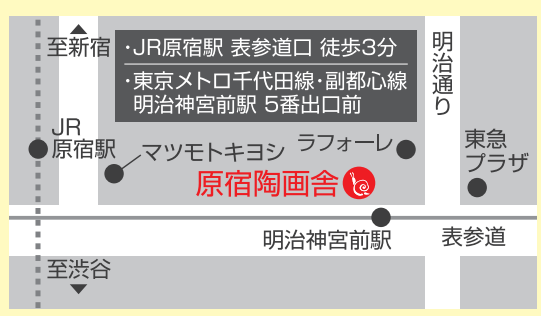 至新宿
・JR原宿駅 表参道口 徒歩3分
・東京メトロ千代田線・副都心線
明治神宮前駅 5番出口前
明治通り
JR
原宿駅
マツモトキヨシ
ラフォーレ
東急
プラザ
原宿陶画舎
明治神宮前駅
表参道
至渋谷